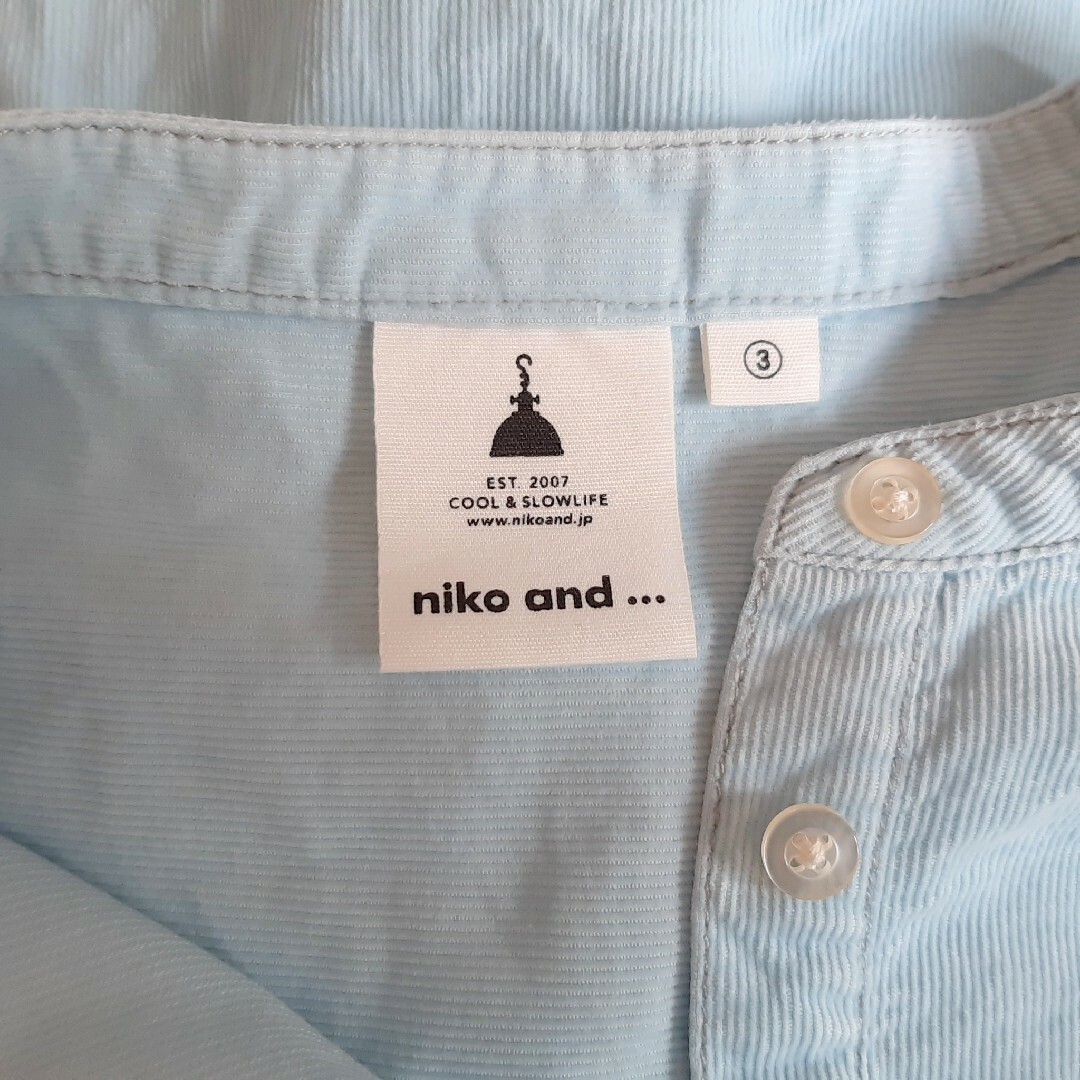 EST. 2007
COOL & SLOWLIFE
www.nikoand.jp
niko and ...
③